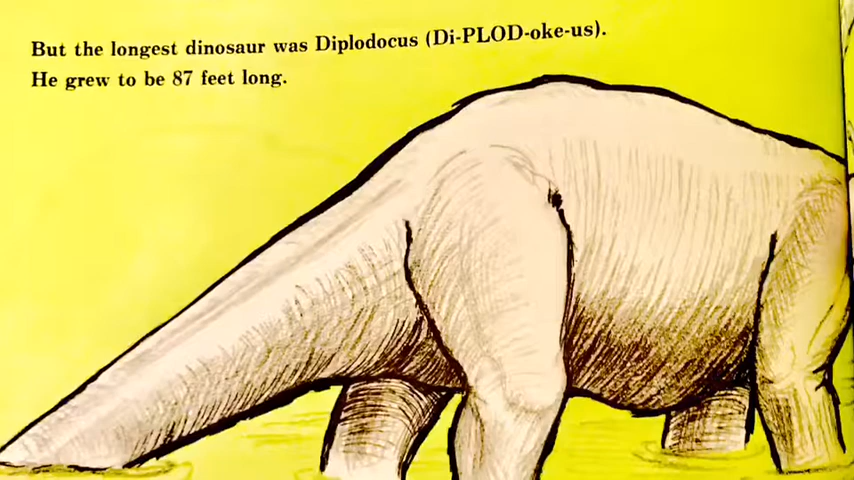 But the longest dinosaur was Diplodocus (Di-PLOD-oke-us).
He grew to be 87 feet long.